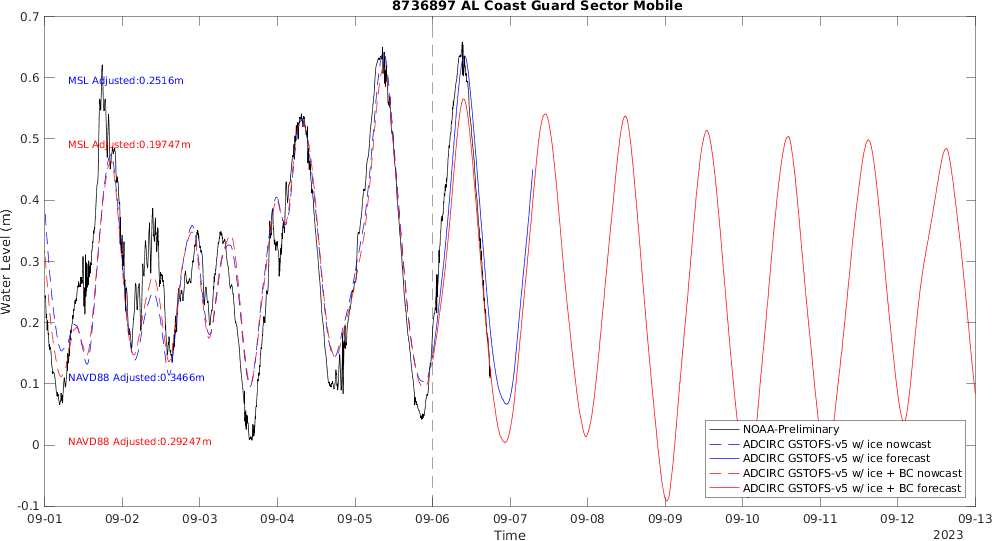 8736897 AL Coast Guard Sector Mobile
0.7
0.6
0.5
0.4
0.3
0.2
0.1
0
-0.1
Water Level (m)
MSL Adjusted:0.2516m
MSL Adjusted:0.19747m
NAVD88 Adjusted:0.3466m
NAVD88 Adjusted:0.29247m
NOAA-Preliminary
ADCIRC GSTOFS-v5 w/ ice nowcast
ADCIRC GSTOFS-v5 w/ ice forecast
ADCIRC GSTOFS-v5 w/ ice + BC nowcast
ADCIRC GSTOFS-v5 w/ ice + BC forecast
09-01 09-02 09-03 09-04 09-05 09-06 09-07 09-08 09-09 09-10 09-11 09-12 09-13
Time
2023